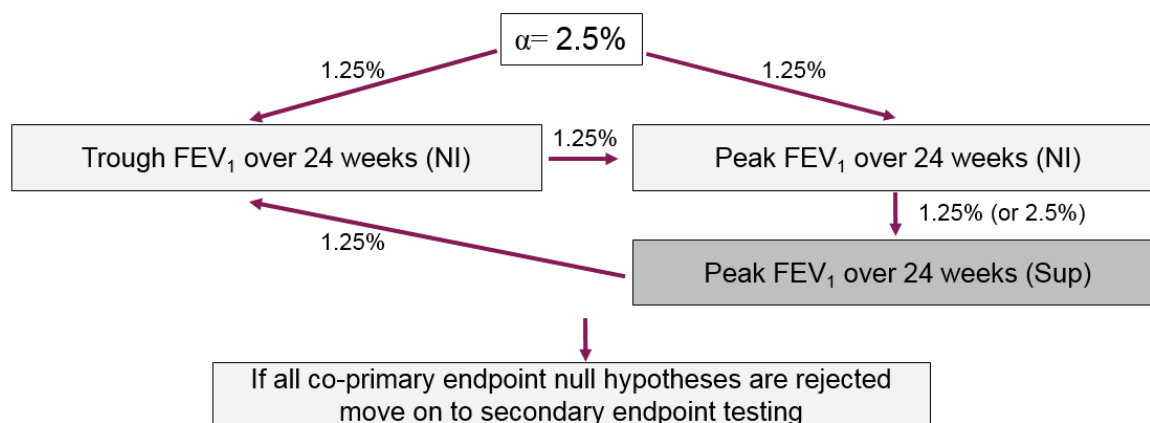 α= 2.5%
1.25%
1.25%
Trough FEV₁ over 24 weeks (NI)
1.25%
Peak FEV₁ over 24 weeks (NI)
1.25% (or 2.5%)
1.25%
Peak FEV₁ over 24 weeks (Sup)
If all co-primary endpoint null hypotheses are rejected
move on to secondary endpoint testing